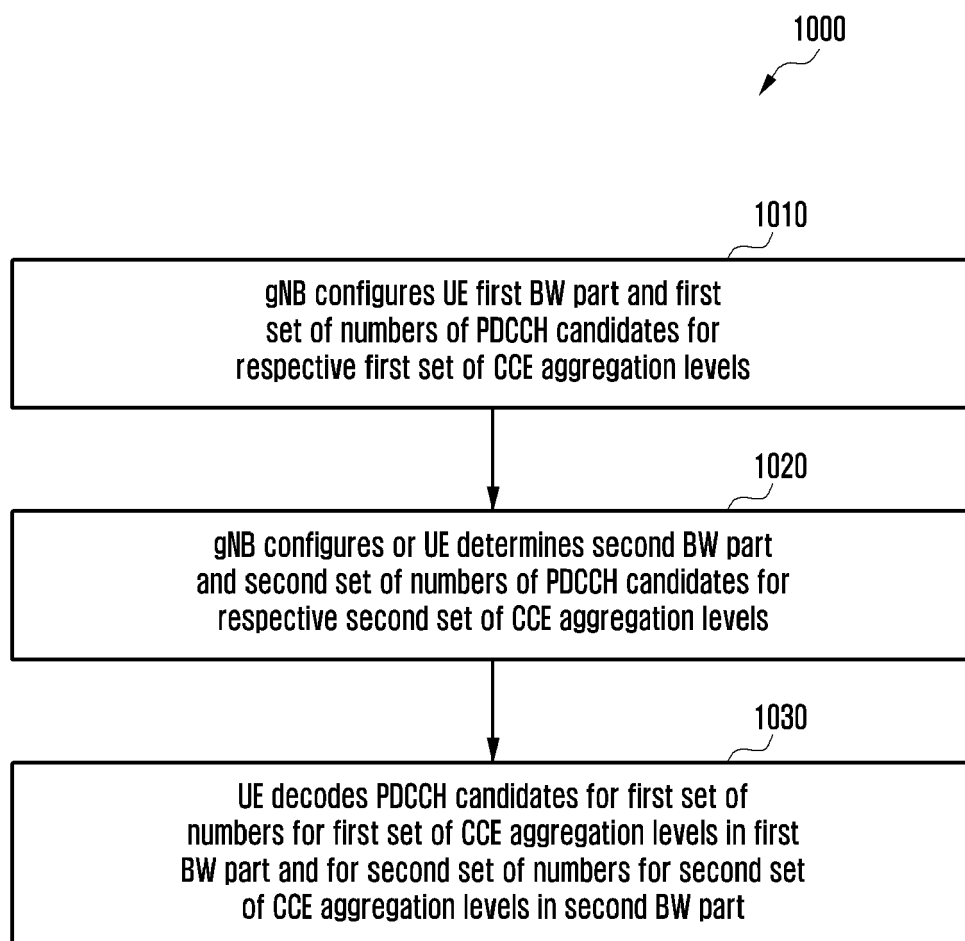 1000
1010
gNB configures UE first BW part and first
set of numbers of PDCCH candidates for
respective first set of CCE aggregation levels
1020
gNB configures or UE determines second BW part
and second set of numbers of PDCCH candidates for
respective second set of CCE aggregation levels
1030
UE decodes PDCCH candidates for first set of
numbers for first set of CCE aggregation levels in first
BW part and for second set of numbers for second set
of CCE aggregation levels in second BW part